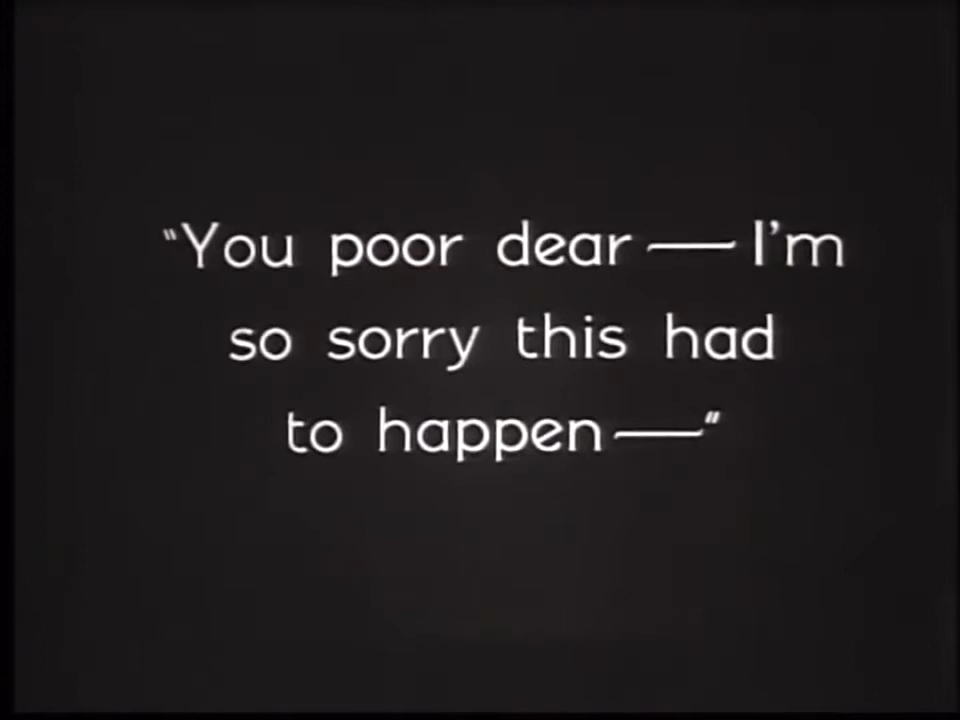 "You poor dear — I'm
so sorry this had
to happen —"